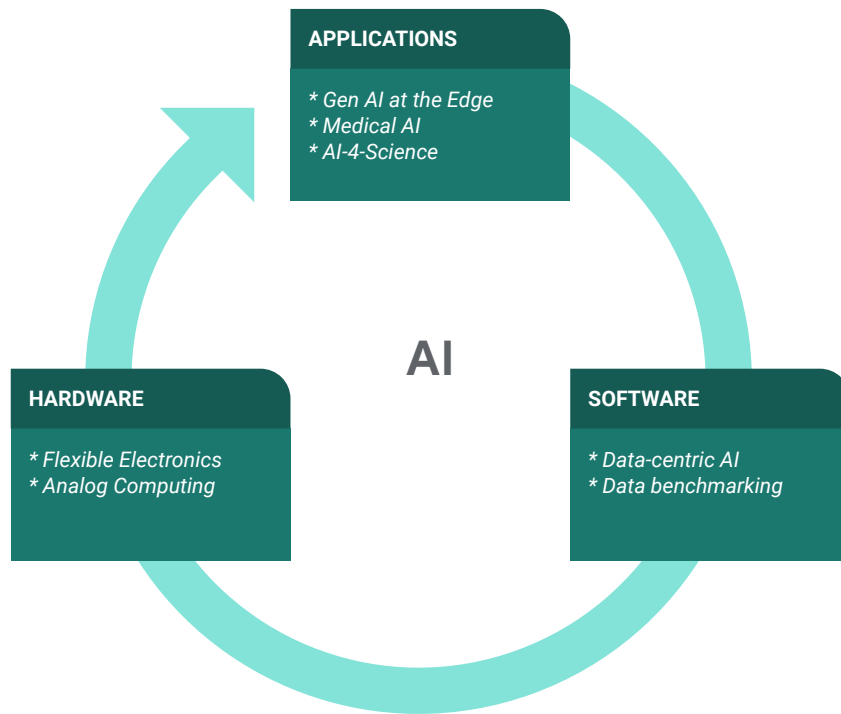 APPLICATIONS
* Gen AI at the Edge
* Medical AI
* AI-4-Science
AI
HARDWARE
* Flexible Electronics
* Analog Computing
SOFTWARE
* Data-centric AI
* Data benchmarking